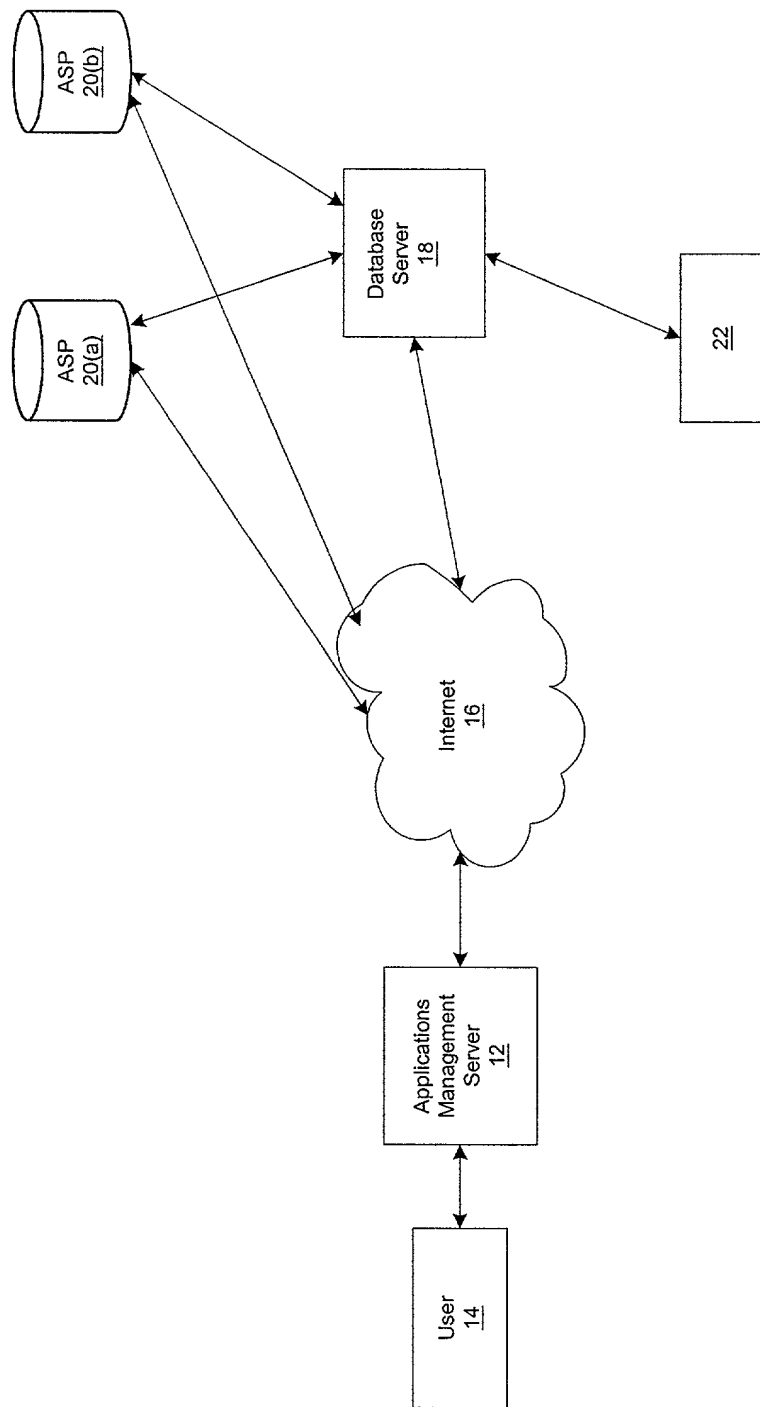 ASP
20(a)
ASP
20(b)
Database
Server
18
Internet
16
Applications
Management
Server
12
User
14
22